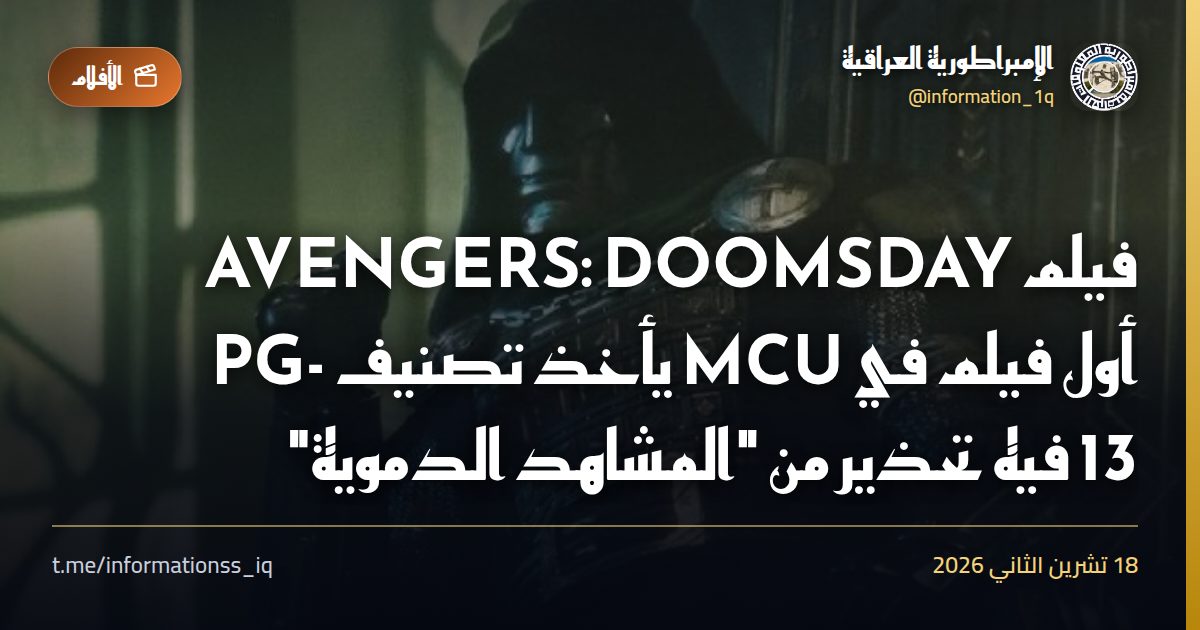 الإمبراطورية العراقية
@information_1q
الأفلام
فيلم AVENGERS: DOOMSDAY
أول فيلم في MCU يأخذ تصنيف PG-
13 فيه تحذير من "المشاهد الدموية"
18 تشرين الثاني 2026
t.me/informationss_iq